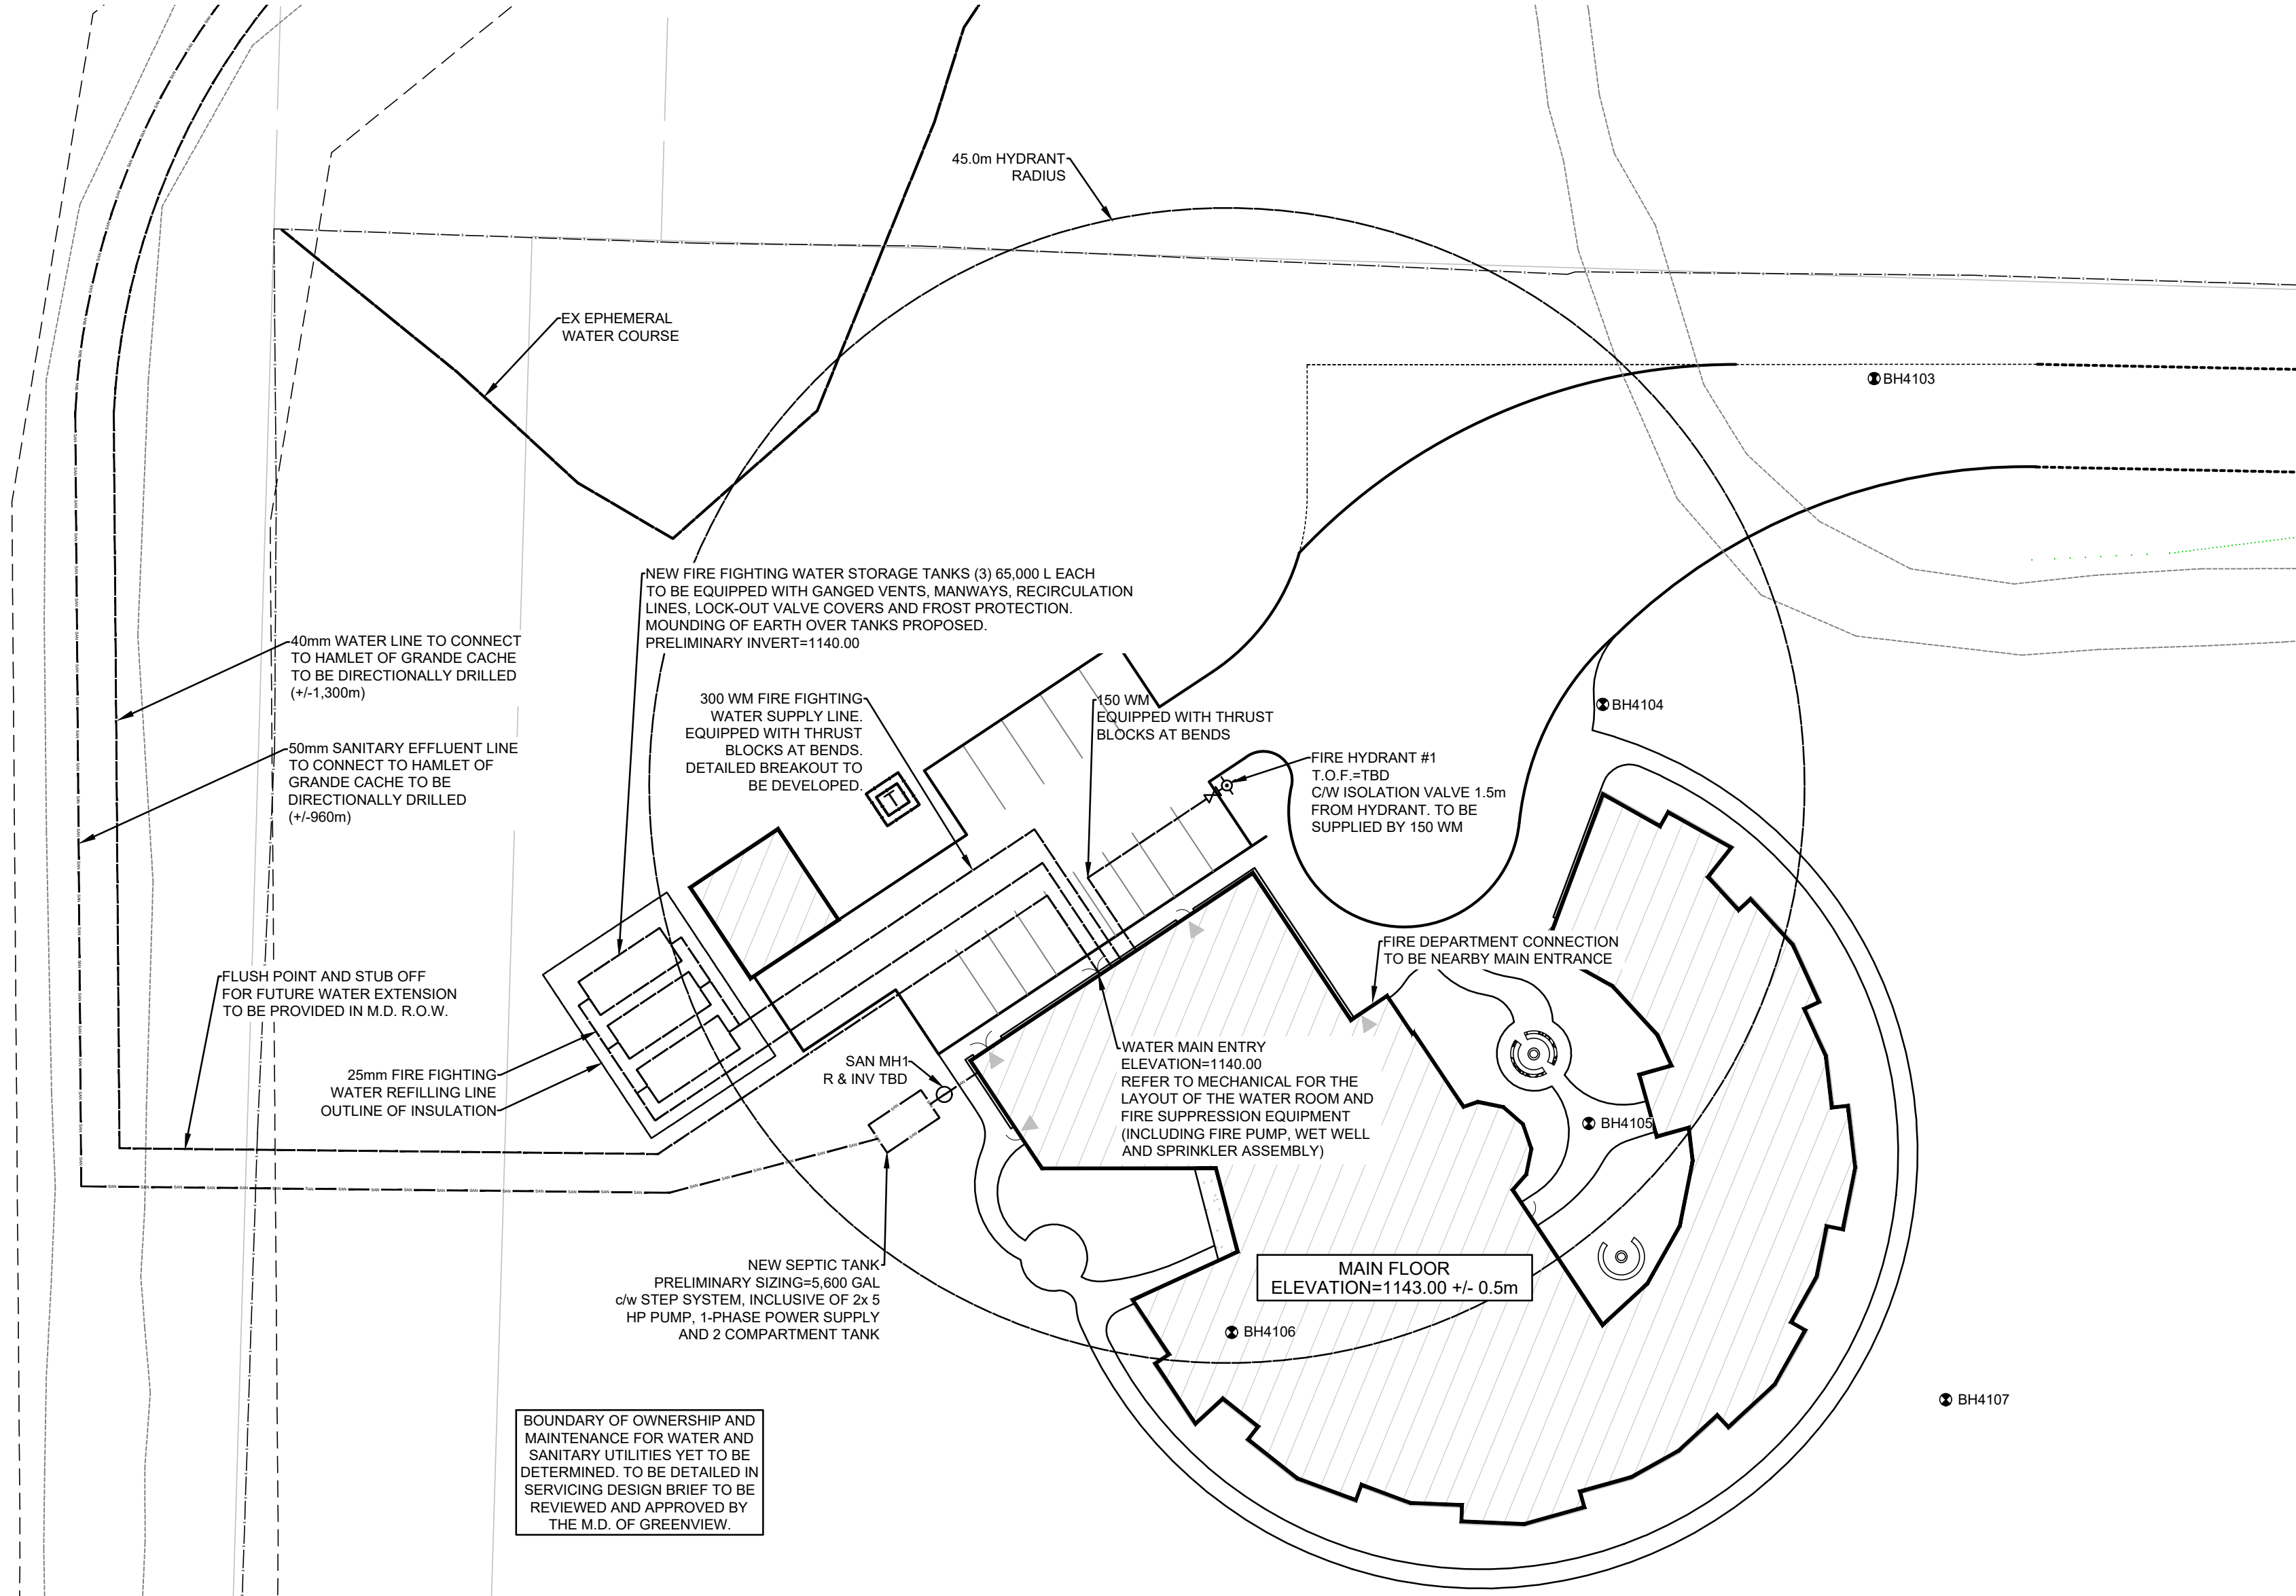 45.0m HYDRANT
RADIUS
EX EPHEMERAL
WATER COURSE
BH4103
NEW FIRE FIGHTING WATER STORAGE TANKS (3) 65,000 L EACH
TO BE EQUIPPED WITH GANGED VENTS, MANWAYS, RECIRCULATION
LINES, LOCK-OUT VALVE COVERS AND FROST PROTECTION.
MOUNDING OF EARTH OVER TANKS PROPOSED.
PRELIMINARY INVERT=1140.00
40mm WATER LINE TO CONNECT
TO HAMLET OF GRANDE CACHE
TO BE DIRECTIONALLY DRILLED
(+/-1,300m)
300 WM FIRE FIGHTING
WATER SUPPLY LINE.
EQUIPPED WITH THRUST
BLOCKS AT BENDS.
DETAILED BREAKOUT TO
BE DEVELOPED.
150 WM
EQUIPPED WITH THRUST
BLOCKS AT BENDS
BH4104
50mm SANITARY EFFLUENT LINE
TO CONNECT TO HAMLET OF
GRANDE CACHE TO BE
DIRECTIONALLY DRILLED
(+/-960m)
T
FIRE HYDRANT #1
T.O.F.=TBD
C/W ISOLATION VALVE 1.5m
FROM HYDRANT. TO BE
SUPPLIED BY 150 WM
FIRE DEPARTMENT CONNECTION
TO BE NEARBY MAIN ENTRANCE
FLUSH POINT AND STUB OFF
FOR FUTURE WATER EXTENSION
TO BE PROVIDED IN M.D. R.O.W.
25mm FIRE FIGHTING
WATER REFILLING LINE
OUTLINE OF INSULATION
SAN MH1
R & INV TBD
WATER MAIN ENTRY
ELEVATION=1140.00
REFER TO MECHANICAL FOR THE
LAYOUT OF THE WATER ROOM AND
FIRE SUPPRESSION EQUIPMENT
(INCLUDING FIRE PUMP, WET WELL
AND SPRINKLER ASSEMBLY)
BH4105
NEW SEPTIC TANK
PRELIMINARY SIZING=5,600 GAL
c/w STEP SYSTEM, INCLUSIVE OF 2x 5
HP PUMP, 1-PHASE POWER SUPPLY
AND 2 COMPARTMENT TANK
MAIN FLOOR
ELEVATION=1143.00 +/- 0.5m
BH4106
BH4107
BOUNDARY OF OWNERSHIP AND
MAINTENANCE FOR WATER AND
SANITARY UTILITIES YET TO BE
DETERMINED. TO BE DETAILED IN
SERVICING DESIGN BRIEF TO BE
REVIEWED AND APPROVED BY
THE M.D. OF GREENVIEW.